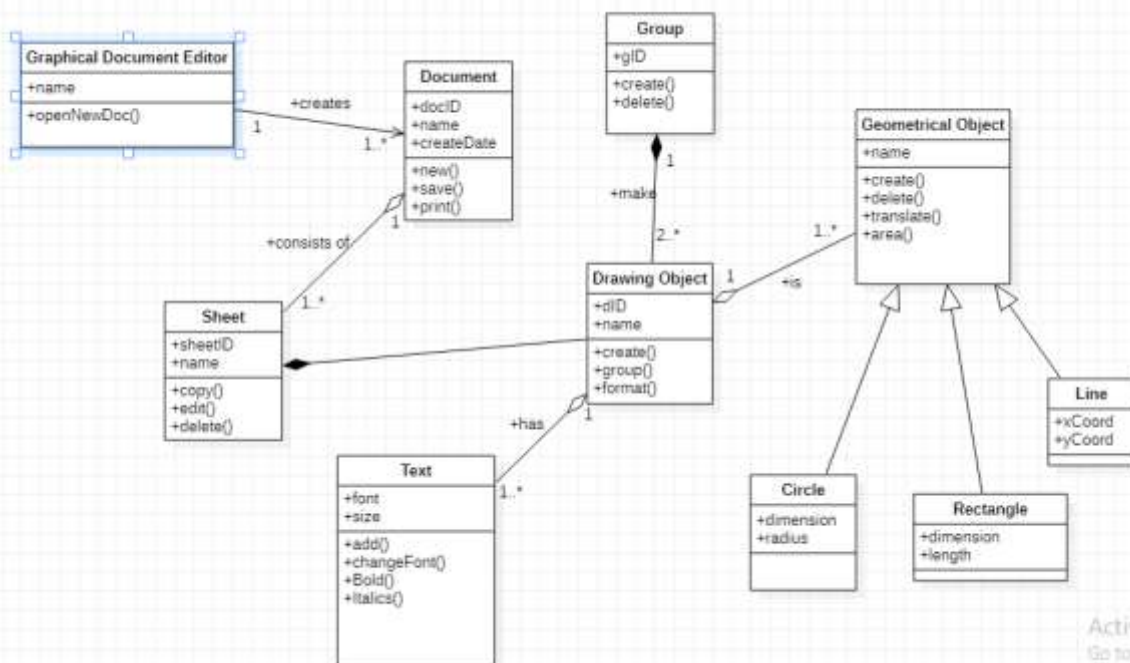 Graphical Document Editor
+name
+openNewDoc()
+creates
1
1..*
Document
+docID
+name
+createDate
+new()
+save()
+print()
1
+consists of
1..*
Sheet
+sheetID
+name
+copy()
+edit()
+delete()
Group
+gID
+create()
+delete()
1
+make
2..*
Drawing Object
+dID
+name
+create()
+group()
+format()
1
+is
1..*
Geometrical Object
+name
+create()
+delete()
+translate()
+area()
1
+has
1..*
Text
+font
+size
+add()
+changeFont()
+Bold()
+Italics()
Circle
+dimension
+radius
Rectangle
+dimension
+length
Line
+xCoord
+yCoord
Acti
Go to